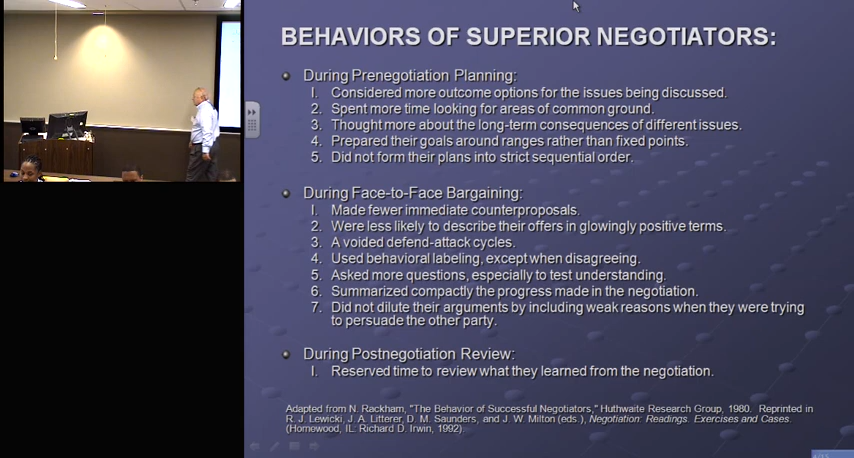 BEHAVIORS OF SUPERIOR NEGOTIATORS:
During Prenegotiation Planning:
1. Considered more outcome options for the issues being discussed.
2. Spent more time looking for areas of common ground.
3. Thought more about the long-term consequences of different issues.
4. Prepared their goals around ranges rather than fixed points.
5. Did not form their plans into strict sequential order.
During Face-to-Face Bargaining:
1. Made fewer immediate counterproposals.
2. Were less likely to describe their offers in glowingly positive terms.
3. A voided defend-attack cycles.
4. Used behavioral labeling, except when disagreeing.
5. Asked more questions, especially to test understanding.
6. Summarized compactly the progress made in the negotiation.
7. Did not dilute their arguments by including weak reasons when they were trying
to persuade the other party.
During Postnegotiation Review:
1. Reserved time to review what they learned from the negotiation.
Adapted from N. Rackham, "The Behavior of Successful Negotiators," Huthwaite Research Group, 1980. Reprinted in
R. J. Lewicki, J. A. Litterer, D. M. Saunders, and J. W. Milton (eds.), Negotiation: Readings. Exercises and Cases.
(Homewood, IL: Richard D. Irwin, 1992).